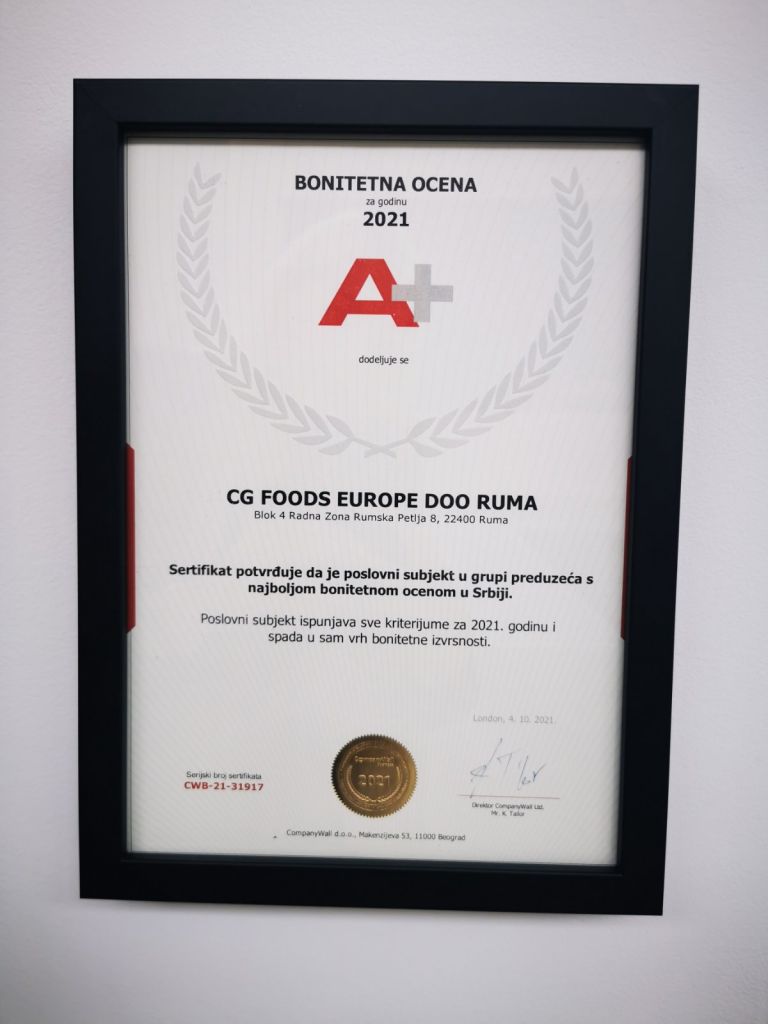 BONITETNA OCENA
za godinu
2021
A+
dodeljuje se
CG FOODS EUROPE DOO RUMA
Blok 4 Radna Zona Rumska Petlja 8, 22400 Ruma
Sertifikat potvrđuje da je poslovni subjekt u grupi preduzeća s
najboljom bonitetnom ocenom u Srbiji.
Poslovni subjekt ispunjava sve kriterijume za 2021. godinu i
spada u sam vrh bonitetne izvrsnosti.
London, 4. 10. 2021.
Serijski broj sertifikata
CWB-21-31917
CompanyWall
2021
Direktor CompanyWall Ltd.
Mr. K. Tailor
CompanyWall d.o.o., Makenzijeva 53, 11000 Beograd